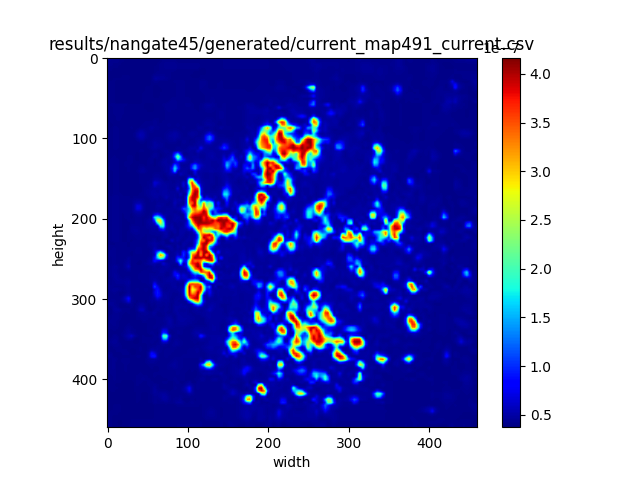 results/nangate45/generated/current_map491_current.csv
1e−7
0
100
200
300
400
height
0 100 200 300 400
width
4.0
3.5
3.0
2.5
2.0
1.5
1.0
0.5